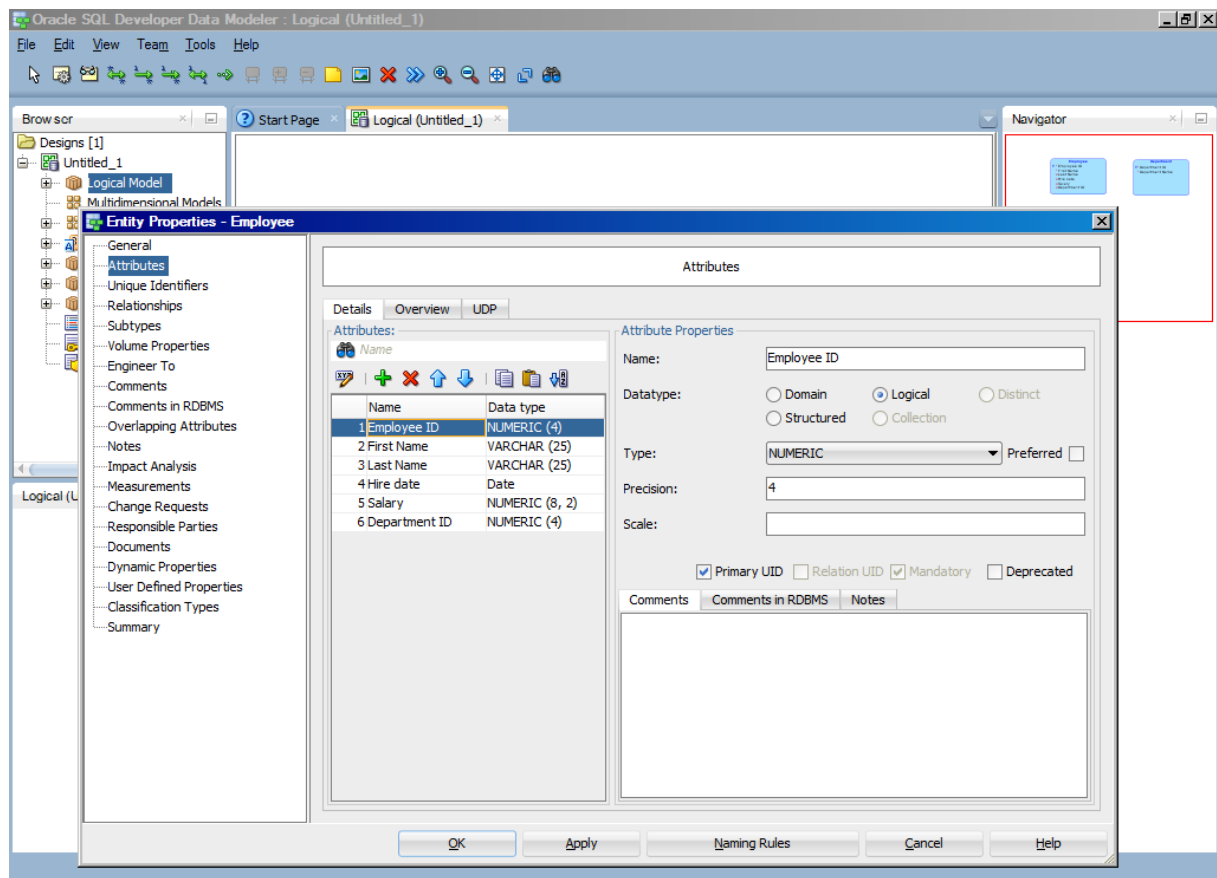 Oracle SQL Developer Data Modeler : Logical (Untitled_1)
File Edit View Team Tools Help
Browser
Start Page
Logical (Untitled_1)
Navigator
Designs [1]
Untitled_1
Logical Model
Multidimensional Models
Employee
Department
Entity Properties - Employee
General
Attributes
Unique Identifiers
Relationships
Subtypes
Volume Properties
Engineer To
Comments
Comments in RDBMS
Overlapping Attributes
Notes
Impact Analysis
Measurements
Change Requests
Responsible Parties
Documents
Dynamic Properties
User Defined Properties
Classification Types
Summary
Logical (U
Attributes
Details Overview UDP
Attributes:
Name
Name Data type
1 Employee ID NUMERIC (4)
2 First Name VARCHAR (25)
3 Last Name VARCHAR (25)
4 Hire date Date
5 Salary NUMERIC (8, 2)
6 Department ID NUMERIC (4)
Attribute Properties
Name: Employee ID
Datatype: Domain Logical Distinct
Structured Collection
Type: NUMERIC Preferred
Precision: 4
Scale:
Primary UID Relation UID Mandatory Deprecated
Comments Comments in RDBMS Notes
OK Apply Naming Rules Cancel Help